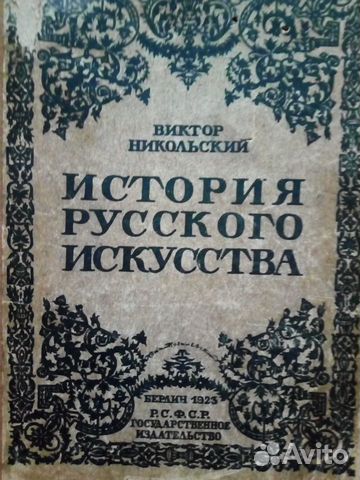 ВИКТОР
НИКОЛЬСКИЙ
ИСТОРИЯ
РУССКОГО
ИСКУССТВА
БЕРЛИН 1923
Р.С.Ф.С.Р.
ГОСУДАРСТВЕННОЕ
ИЗДАТЕЛЬСТВО
Avito